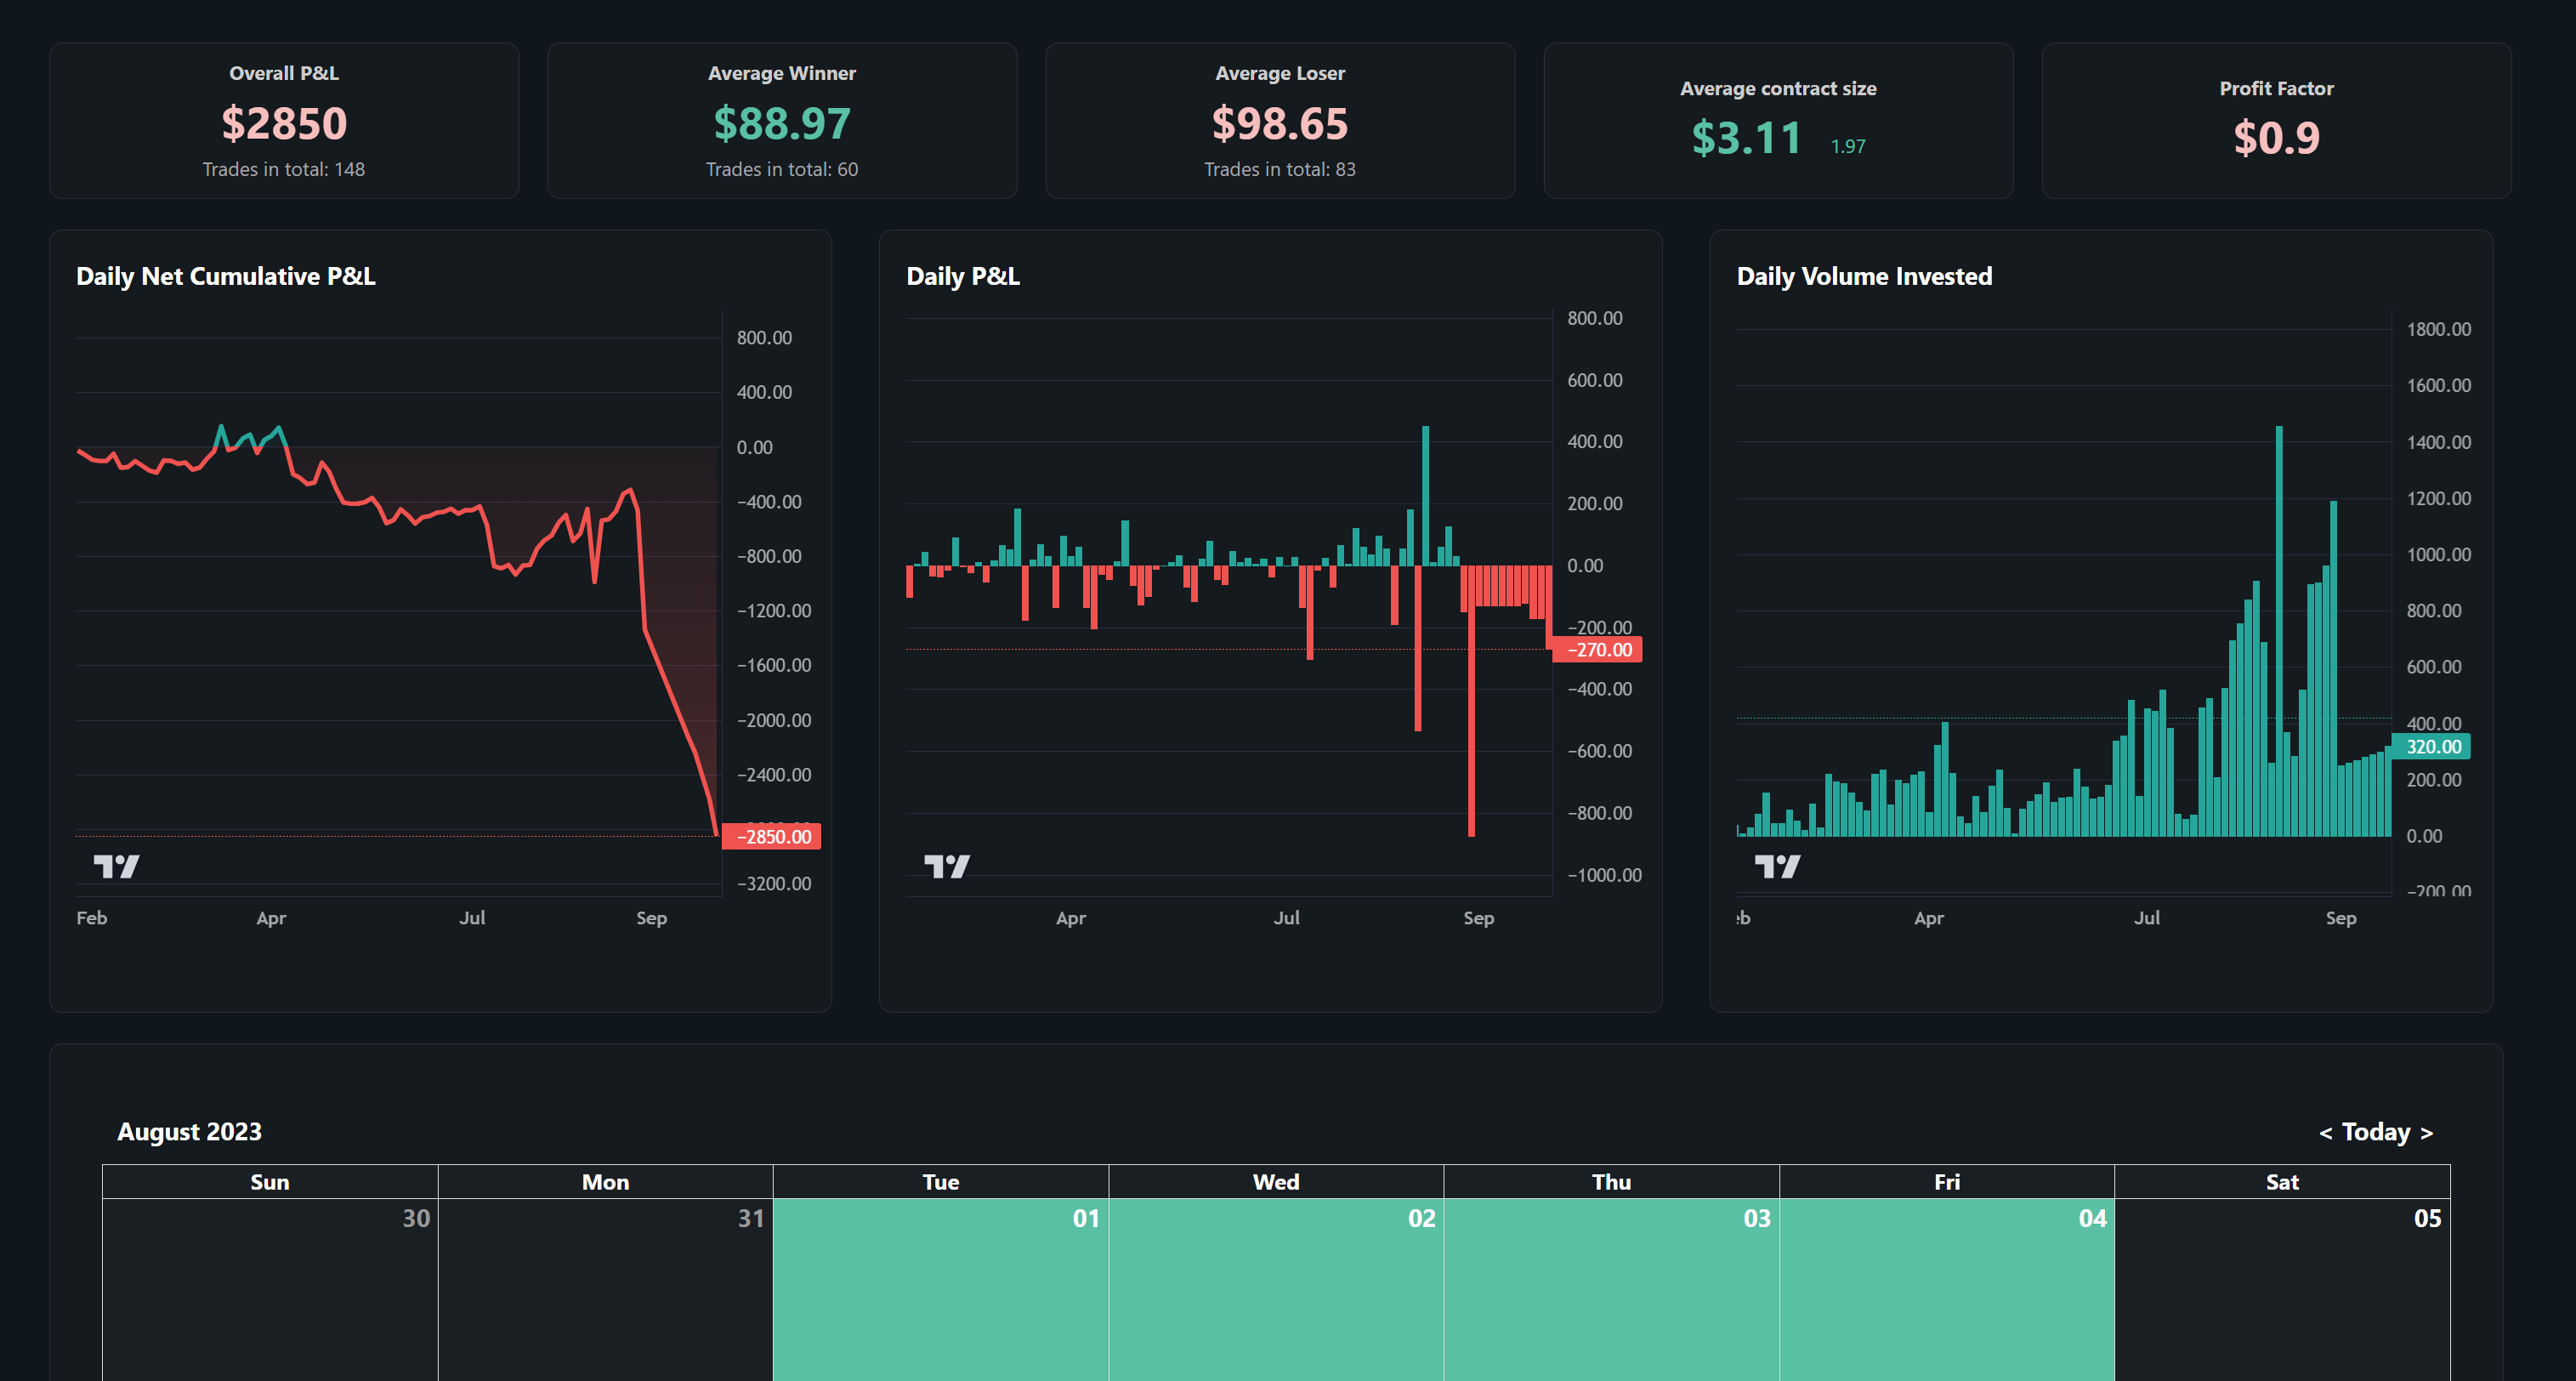 Overall P&L
$2850
Trades in total: 148
Average Winner
$88.97
Trades in total: 60
Average Loser
$98.65
Trades in total: 83
Average contract size
$3.11 1.97
Profit Factor
$0.9
Daily Net Cumulative P&L
800.00
400.00
0.00
−400.00
−800.00
−1200.00
−1600.00
−2000.00
−2400.00
−2850.00
−3200.00
Feb Apr Jul Sep
Daily P&L
800.00
600.00
400.00
200.00
0.00
−200.00
−270.00
−400.00
−600.00
−800.00
−1000.00
Apr Jul Sep
Daily Volume Invested
1800.00
1600.00
1400.00
1200.00
1000.00
800.00
600.00
400.00
320.00
200.00
0.00
−200.00
eb Apr Jul Sep
August 2023
< Today >
Sun Mon Tue Wed Thu Fri Sat
30 31 01 02 03 04 05